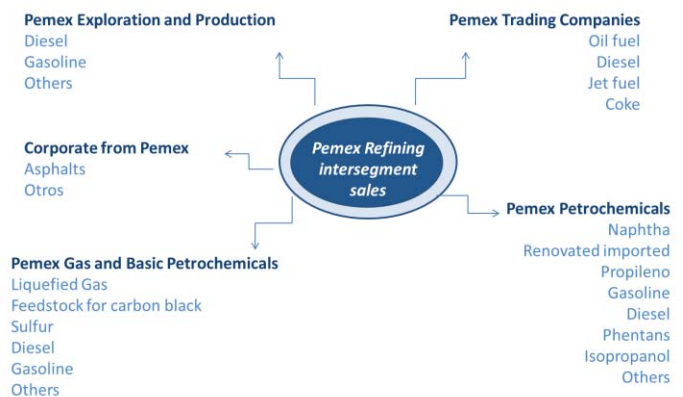 Pemex Exploration and Production
Diesel
Gasoline
Others
Pemex Trading Companies
Oil fuel
Diesel
Jet fuel
Coke
Pemex Refining
intersegment
sales
Corporate from Pemex
Asphalts
Otros
Pemex Gas and Basic Petrochemicals
Liquefied Gas
Feedstock for carbon black
Sulfur
Diesel
Gasoline
Others
Pemex Petrochemicals
Naphtha
Renovated imported
Propileno
Gasoline
Diesel
Phentans
Isopropanol
Others